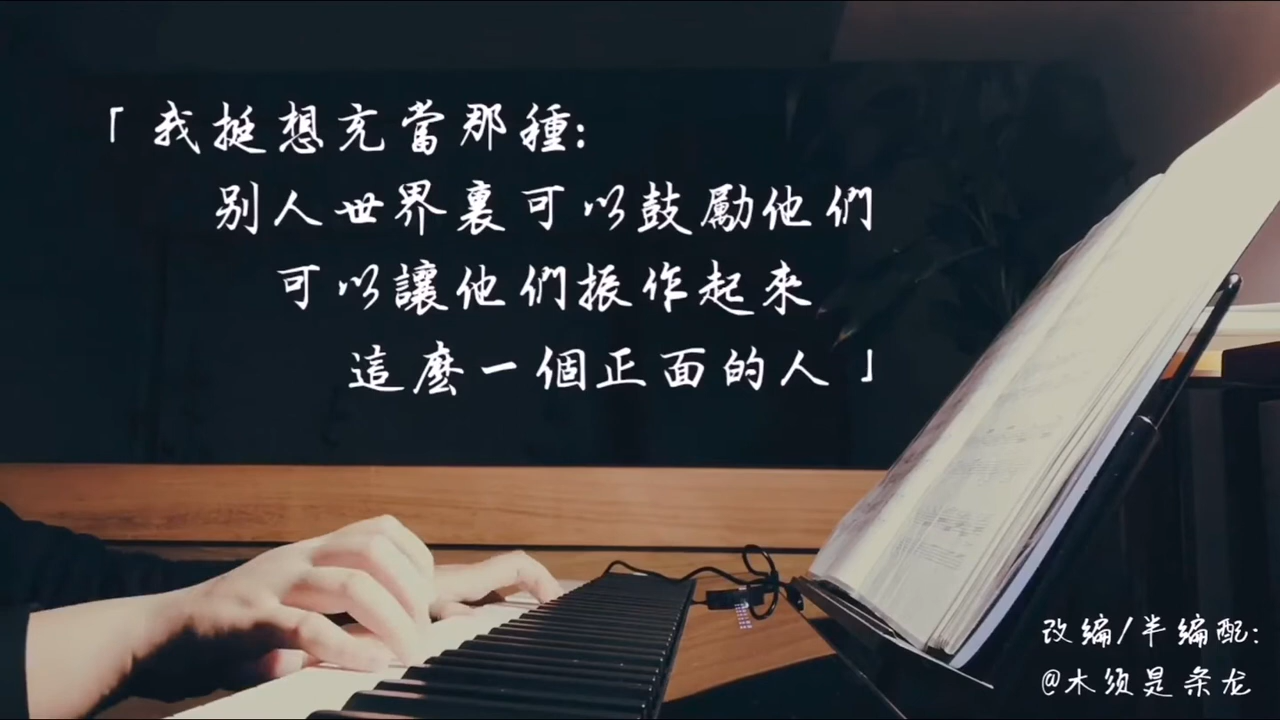 「我挺想充當那種:
別人世界裏可以鼓勵他們
可以讓他們振作起來
這麼一個正面的人」
改编/半编配:
@木须是条龙